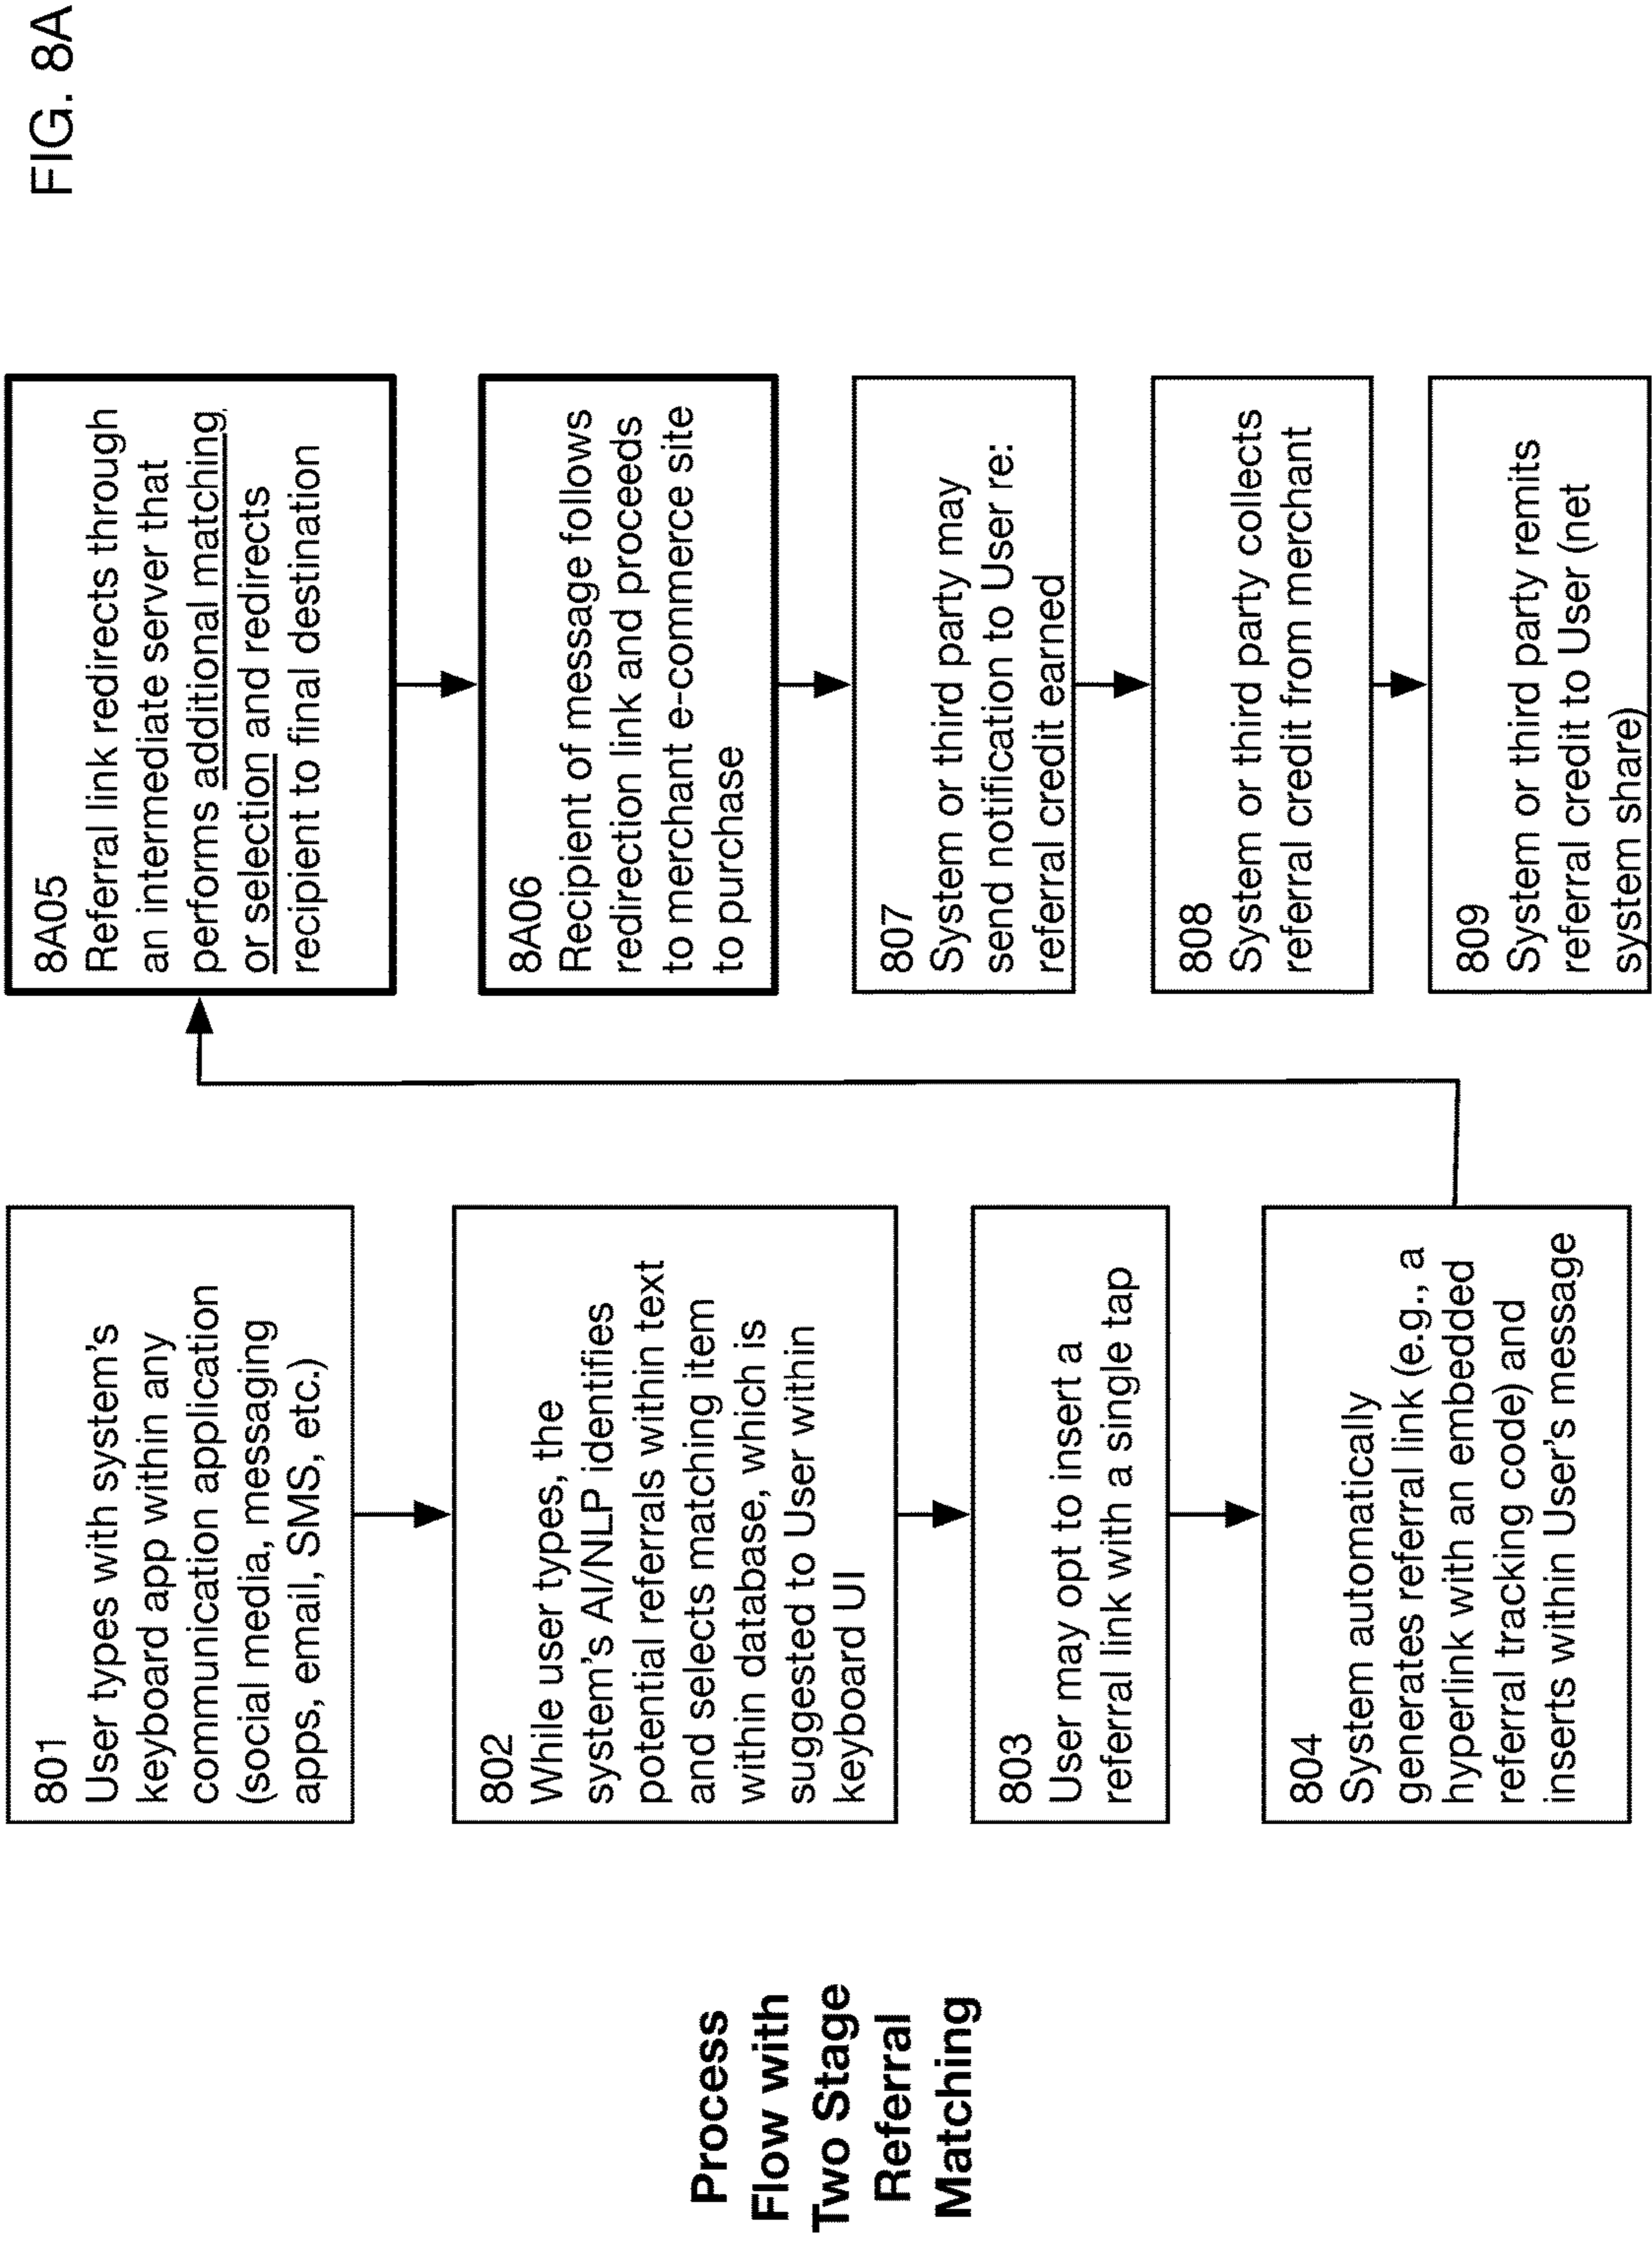 FIG. 8A
Process
Flow with
Two Stage
Referral
Matching
801
User types with system's
keyboard app within any
communication application
(social media, messaging
apps, email, SMS, etc.)
802
While user types, the
system's AI/NLP identifies
potential referrals within text
and selects matching item
within database, which is
suggested to User within
keyboard UI
803
User may opt to insert a
referral link with a single tap
804
System automatically
generates referral link (e.g., a
hyperlink with an embedded
referral tracking code) and
inserts within User's message
8A05
Referral link redirects through
an intermediate server that
performs additional matching
or selection and redirects
recipient to final destination
8A06
Recipient of message follows
redirection link and proceeds
to merchant e-commerce site
to purchase
807
System or third party may
send notification to User re:
referral credit earned
808
System or third party collects
referral credit from merchant
809
System or third party remits
referral credit to User (net
system share)